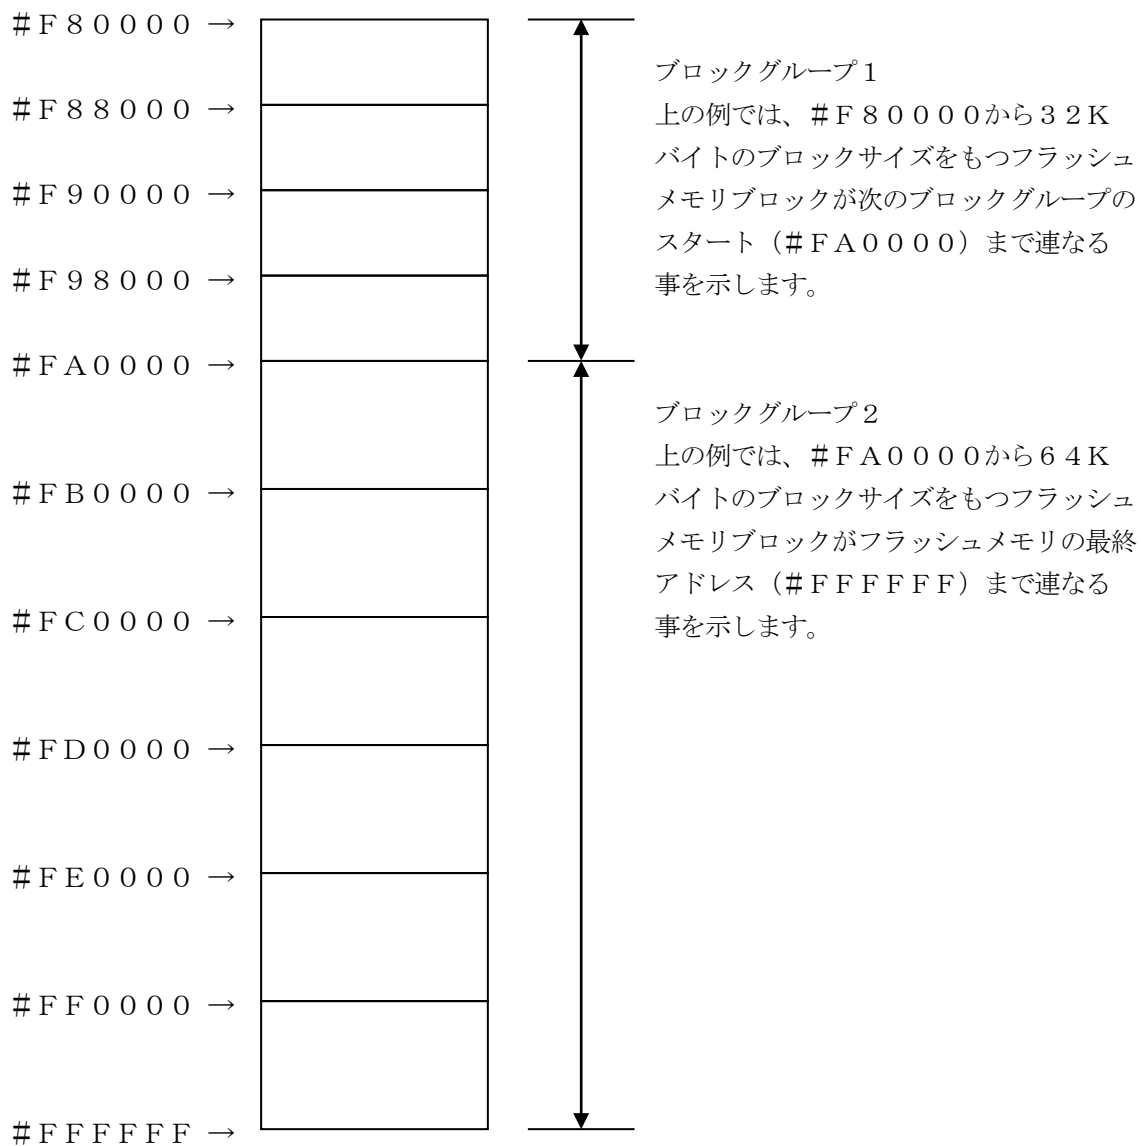 ＃Ｆ８００００ →
＃Ｆ８８０００ →
＃Ｆ９００００ →
＃Ｆ９８０００ →
＃ＦＡ００００ →
＃ＦＢ００００ →
＃ＦＣ００００ →
＃ＦＤ００００ →
＃ＦＥ００００ →
＃ＦＦ００００ →
＃ＦＦＦＦＦＦ →
ブロックグループ１
上の例では、＃Ｆ８００００から３２Ｋ
バイトのブロックサイズをもつフラッシュ
メモリブロックが次のブロックグループの
スタート（＃ＦＡ００００）まで連なる
事を示します。
ブロックグループ２
上の例では、＃ＦＡ００００から６４Ｋ
バイトのブロックサイズをもつフラッシュ
メモリブロックがフラッシュメモリの最終
アドレス（＃ＦＦＦＦＦＦ）まで連なる
事を示します。